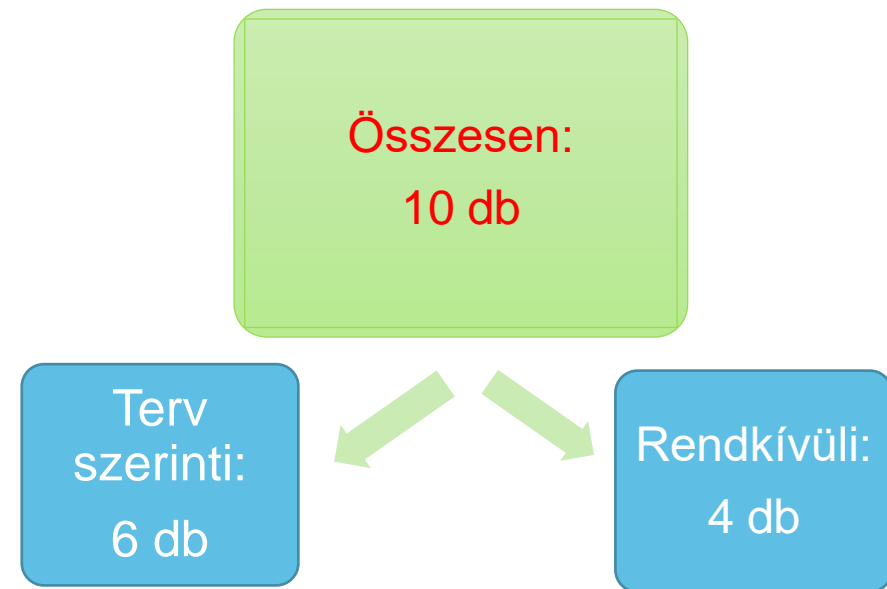 Összesen:
10 db
Terv
szerinti:
6 db
Rendkívüli:
4 db